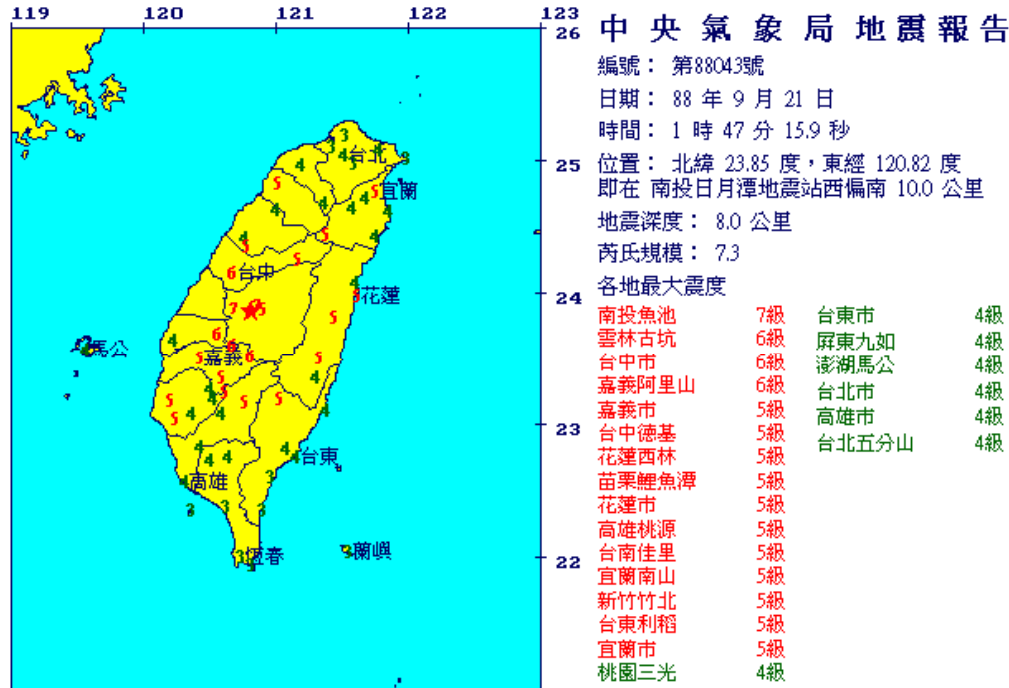 119 120 121 122 123
26
25
24
23
22
台北
宜蘭
台中
花蓮
馬公
嘉義
台東
高雄
恆春
蘭嶼
中央氣象局地震報告
編號： 第88043號
日期： 88 年 9 月 21 日
時間： 1 時 47 分 15.9 秒
位置： 北緯 23.85 度，東經 120.82 度
即在 南投日月潭地震站西偏南 10.0 公里
地震深度： 8.0 公里
芮氏規模： 7.3
各地最大震度
南投魚池 7級
雲林古坑 6級
台中市 6級
嘉義阿里山 6級
嘉義市 5級
台中德基 5級
花蓮西林 5級
苗栗鯉魚潭 5級
花蓮市 5級
高雄桃源 5級
台南佳里 5級
宜蘭南山 5級
新竹竹北 5級
台東利稻 5級
宜蘭市 5級
桃園三光 4級
台東市 4級
屏東九如 4級
澎湖馬公 4級
台北市 4級
高雄市 4級
台北五分山 4級